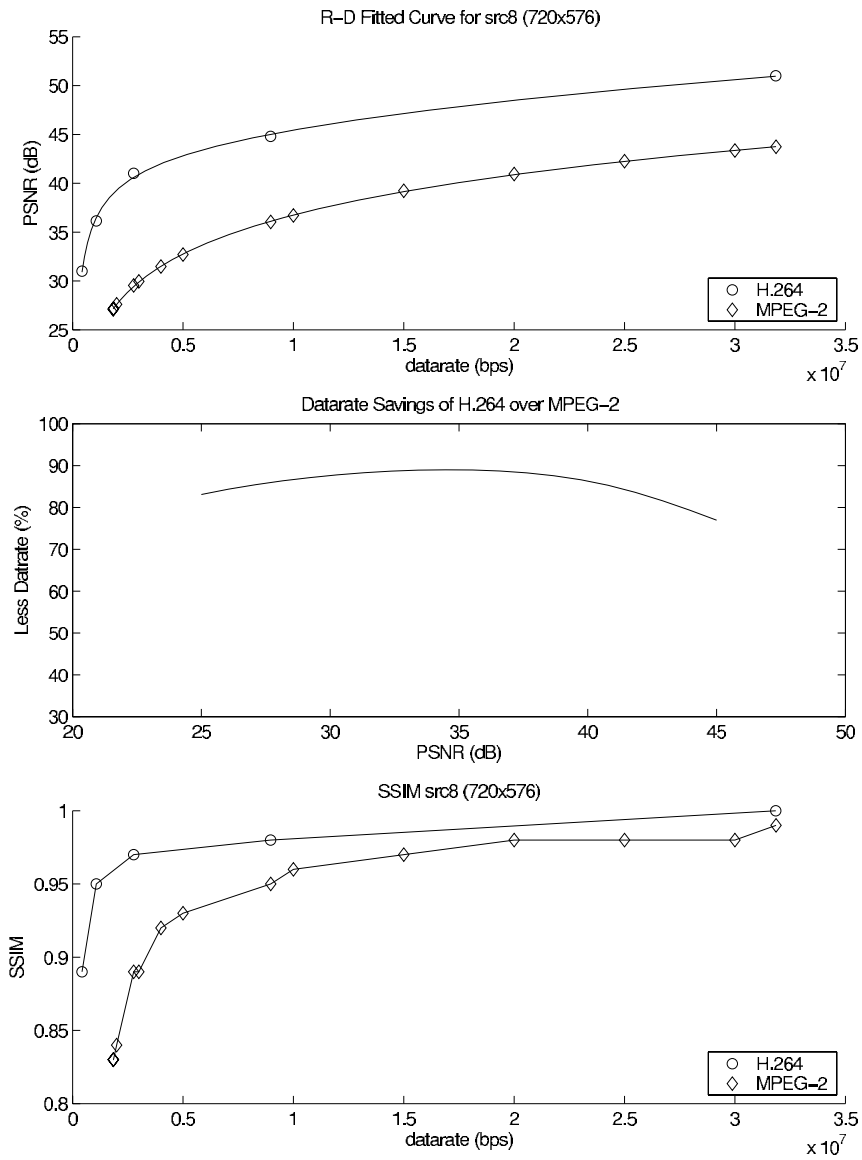 R-D Fitted Curve for src8 (720x576)
55
50
45
40
35
30
25
PSNR (dB)
H.264
MPEG-2
0 0.5 1 1.5 2 2.5 3 3.5
datarate (bps)
x 10^7
Datarate Savings of H.264 over MPEG-2
100
90
80
70
60
50
40
30
Less Datrate (%)
20 25 30 35 40 45 50
PSNR (dB)
SSIM src8 (720x576)
1
0.95
0.9
0.85
0.8
SSIM
H.264
MPEG-2
0 0.5 1 1.5 2 2.5 3 3.5
datarate (bps)
x 10^7